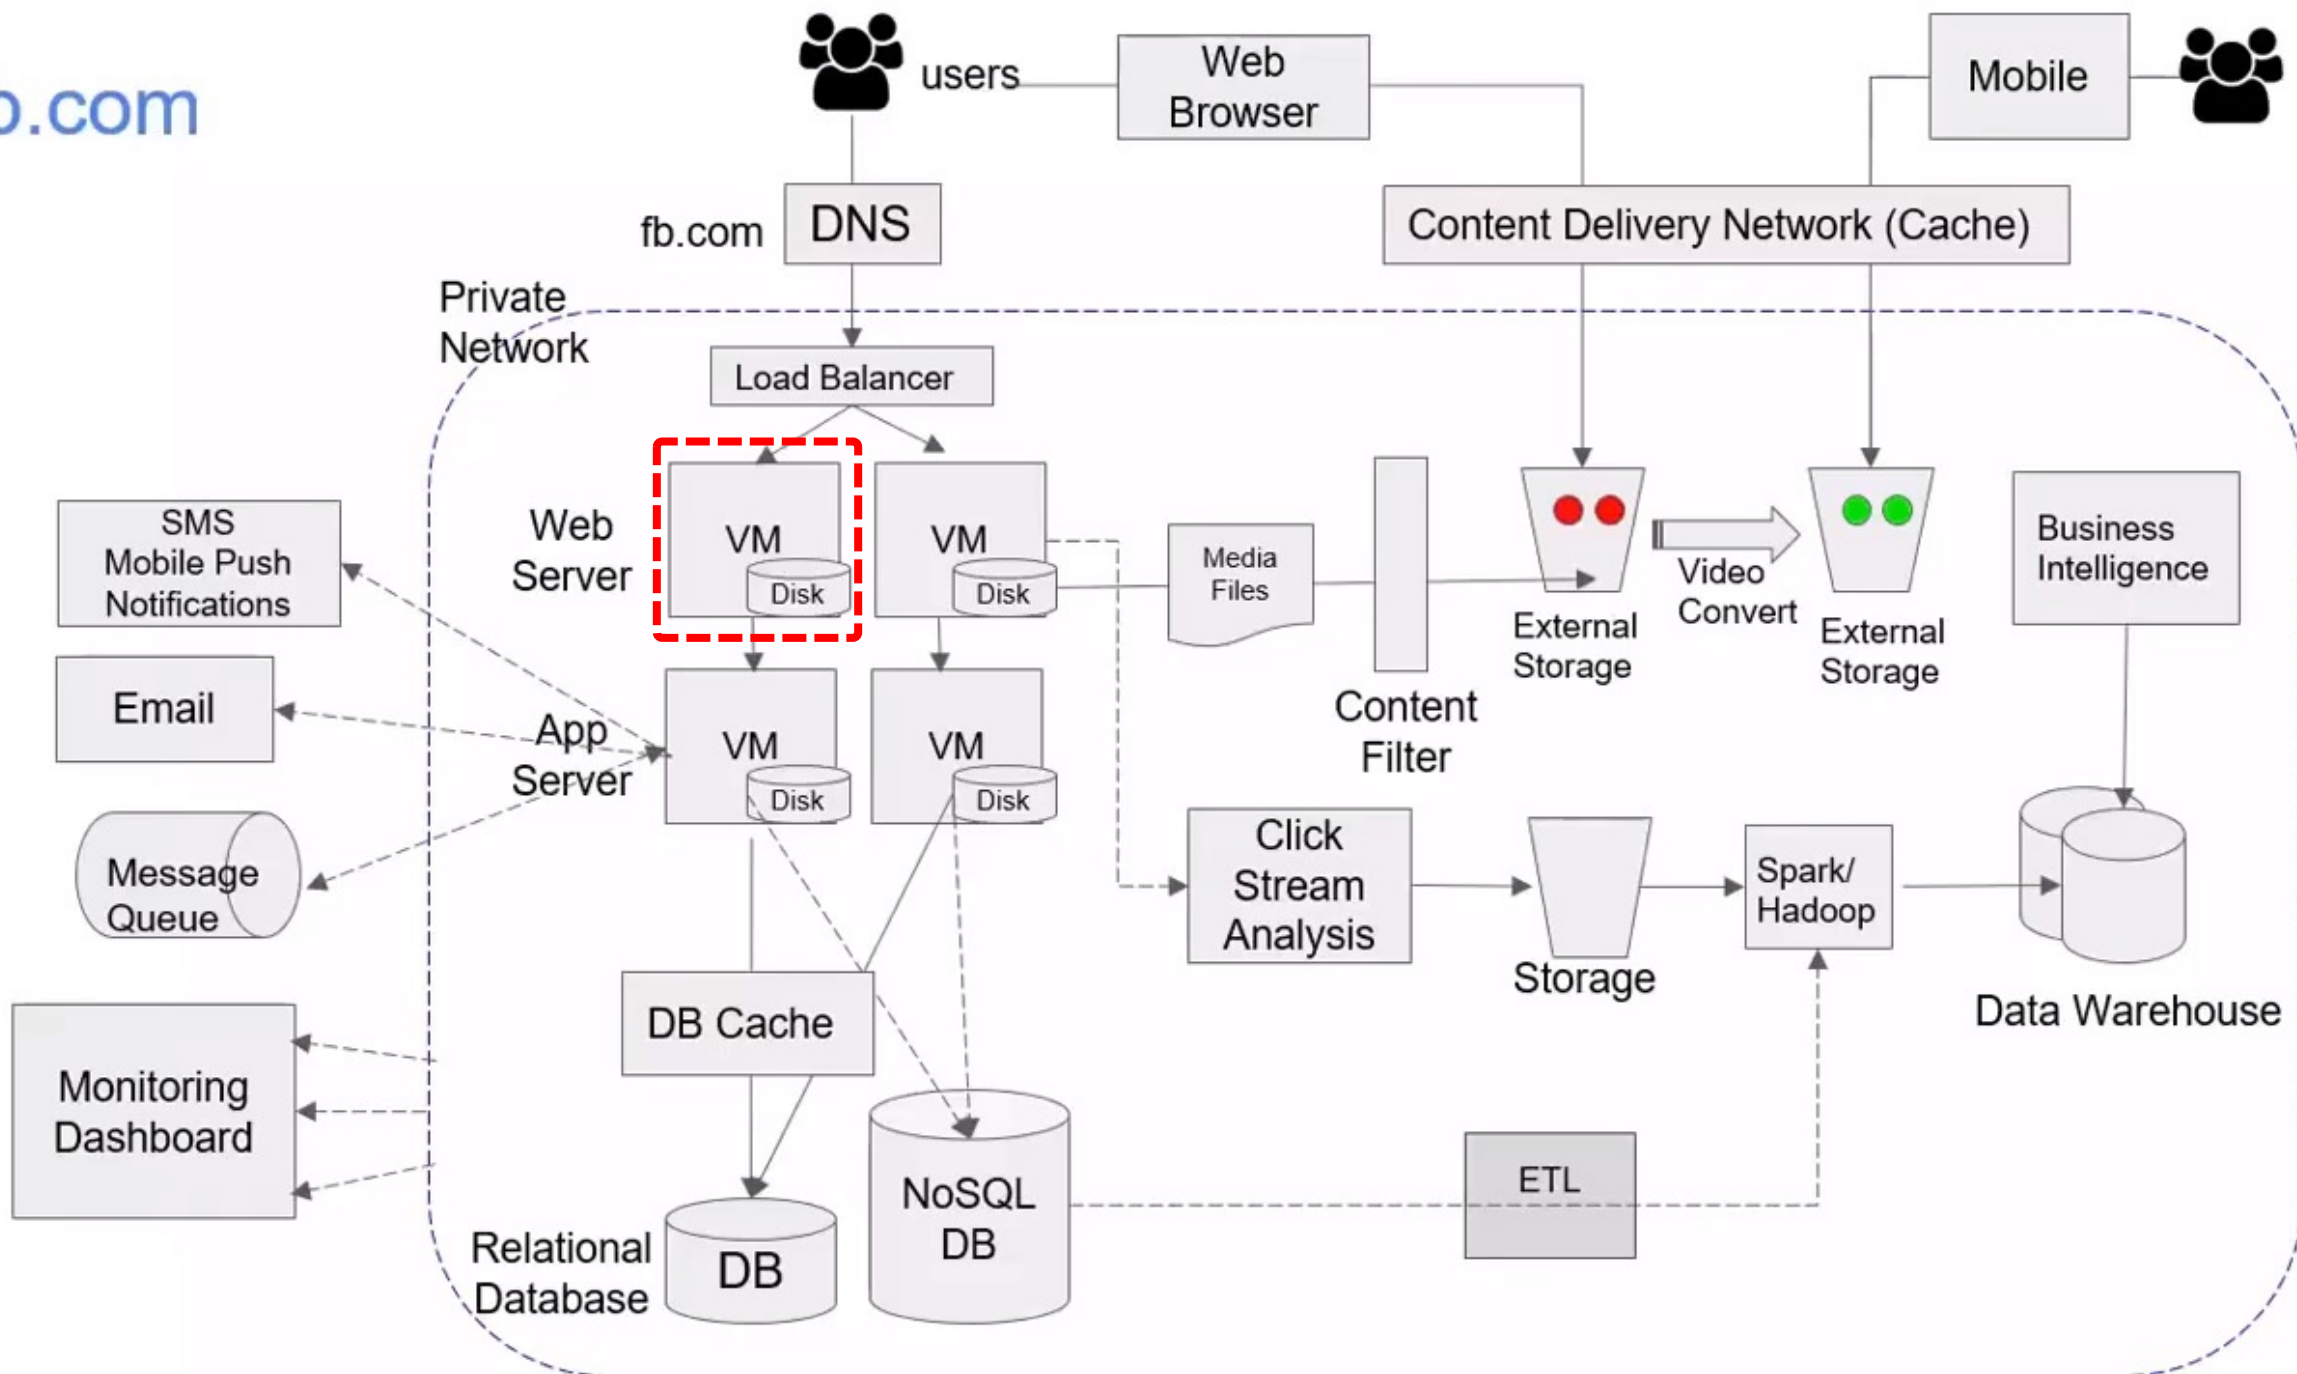 b.com
users
Web
Browser
Mobile
fb.com
DNS
Content Delivery Network (Cache)
Private
Network
Load Balancer
Web
Server
VM
Disk
VM
Disk
SMS
Mobile Push
Notifications
Media
Files
Content
Filter
External
Storage
Video
Convert
External
Storage
Business
Intelligence
Email
App
Server
VM
Disk
VM
Disk
Message
Queue
Click
Stream
Analysis
Storage
Spark/
Hadoop
Data Warehouse
DB Cache
Monitoring
Dashboard
Relational
Database
DB
NoSQL
DB
ETL